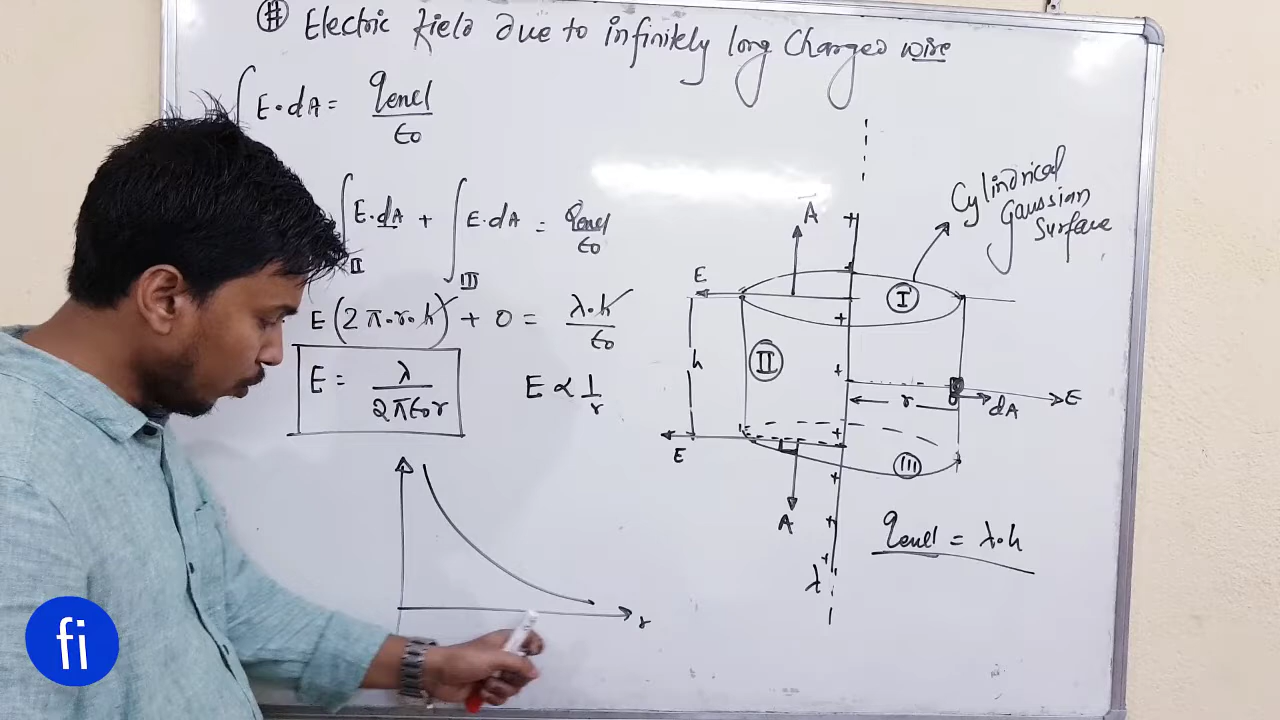 # Electric field due to infinitely long Charged wire
∫ E·dA = qencl/ϵ0
∫II E·dA + ∫III E·dA = qencl/ϵ0
E(2π·r·h) + 0 = λ·h/ϵ0
E = λ/2πϵ0r
E ∝ 1/r
r
Cylindrical
Gaussian
Surface
A
E
I
+
+
h
II
+
r
dA
E
+
E
III
+
A
+
+
λ
qencl = λ·h
fi